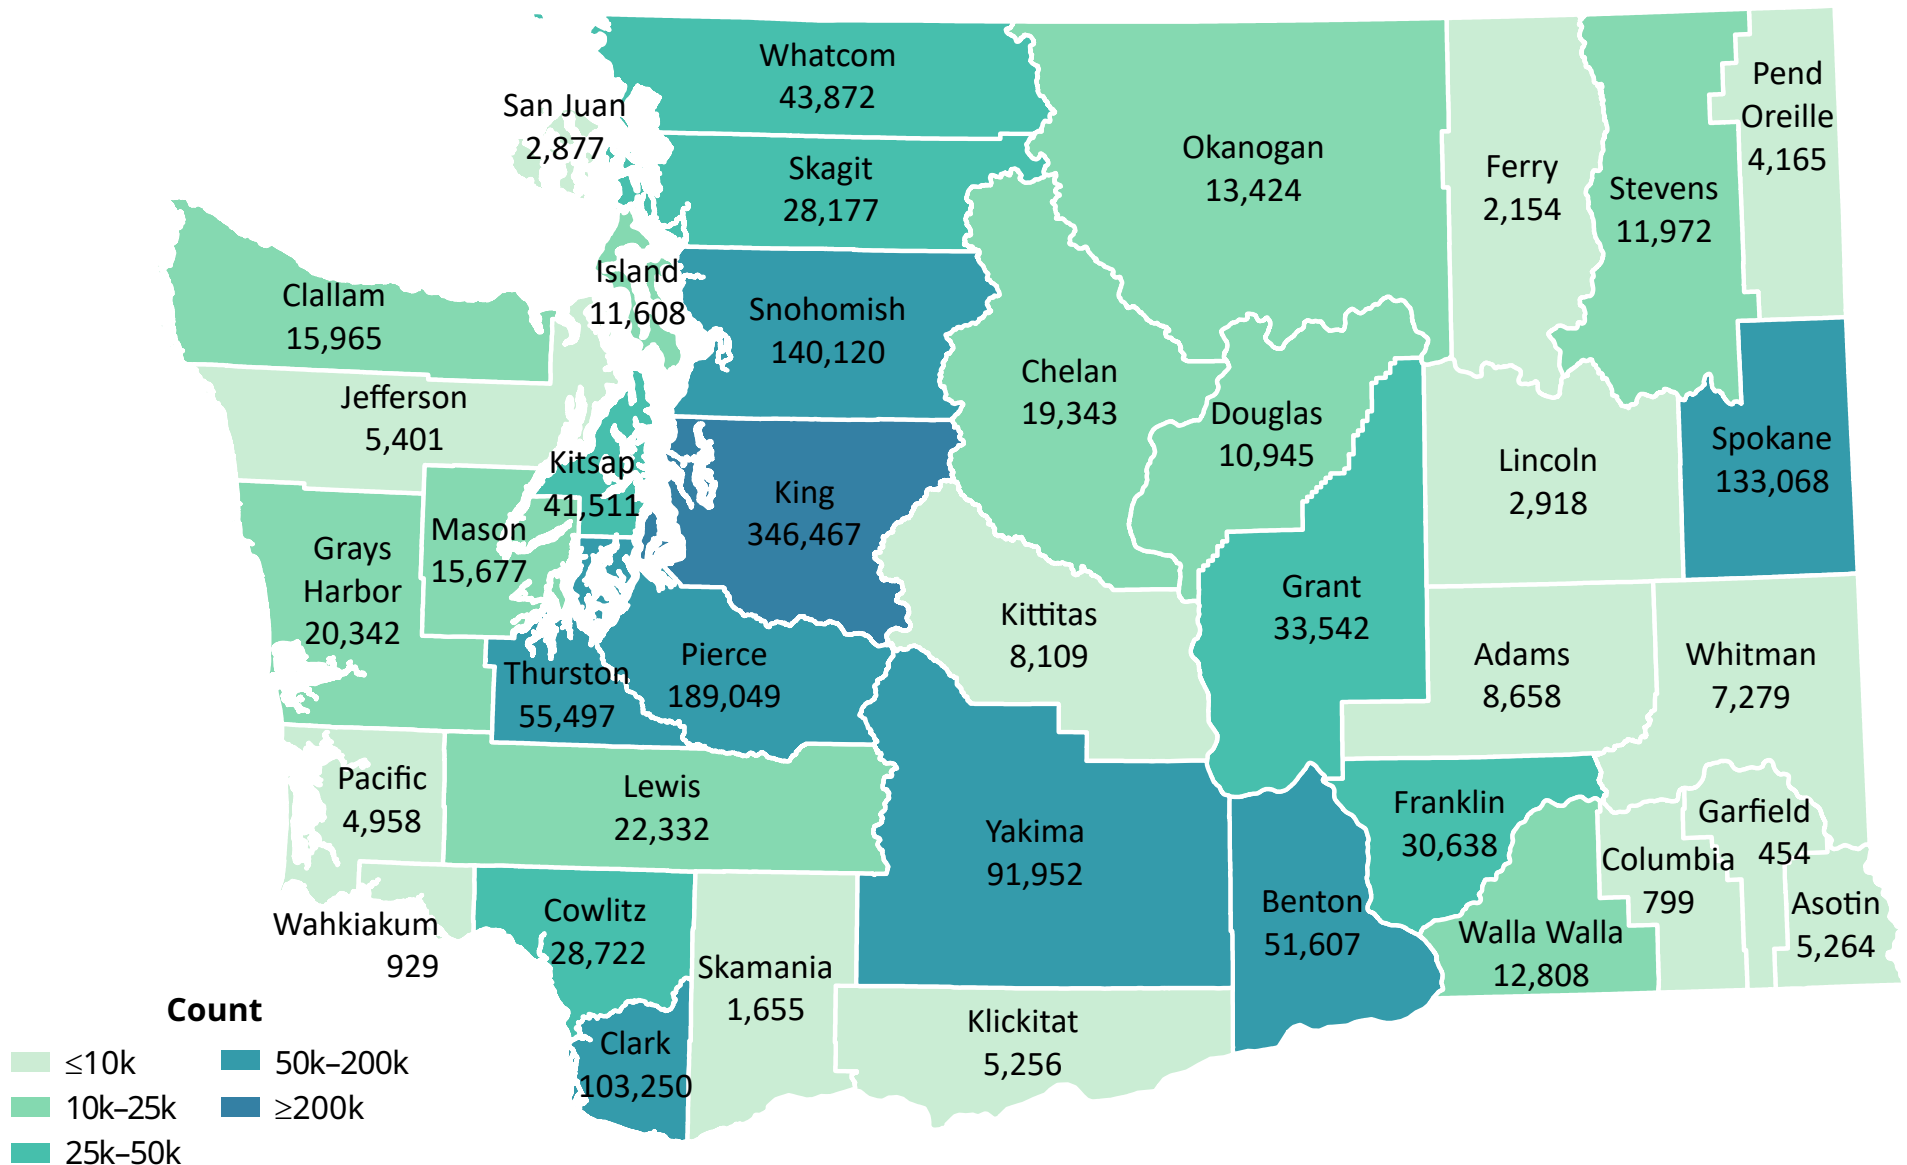 Whatcom
43,872
San Juan
2,877
Skagit
28,177
Okanogan
13,424
Ferry
2,154
Stevens
11,972
Pend
Oreille
4,165
Clallam
15,965
Island
11,608
Snohomish
140,120
Jefferson
5,401
Chelan
19,343
Douglas
10,945
Kitsap
41,511
King
346,467
Lincoln
2,918
Spokane
133,068
Grays
Harbor
20,342
Mason
15,677
Kittitas
8,109
Grant
33,542
Adams
8,658
Whitman
7,279
Thurston
55,497
Pierce
189,049
Pacific
4,958
Lewis
22,332
Yakima
91,952
Benton
51,607
Franklin
30,638
Walla Walla
12,808
Columbia
799
Garfield
454
Asotin
5,264
Wahkiakum
929
Cowlitz
28,722
Skamania
1,655
Klickitat
5,256
Clark
103,250
Count
≤10k
10k–25k
25k–50k
50k–200k
≥200k